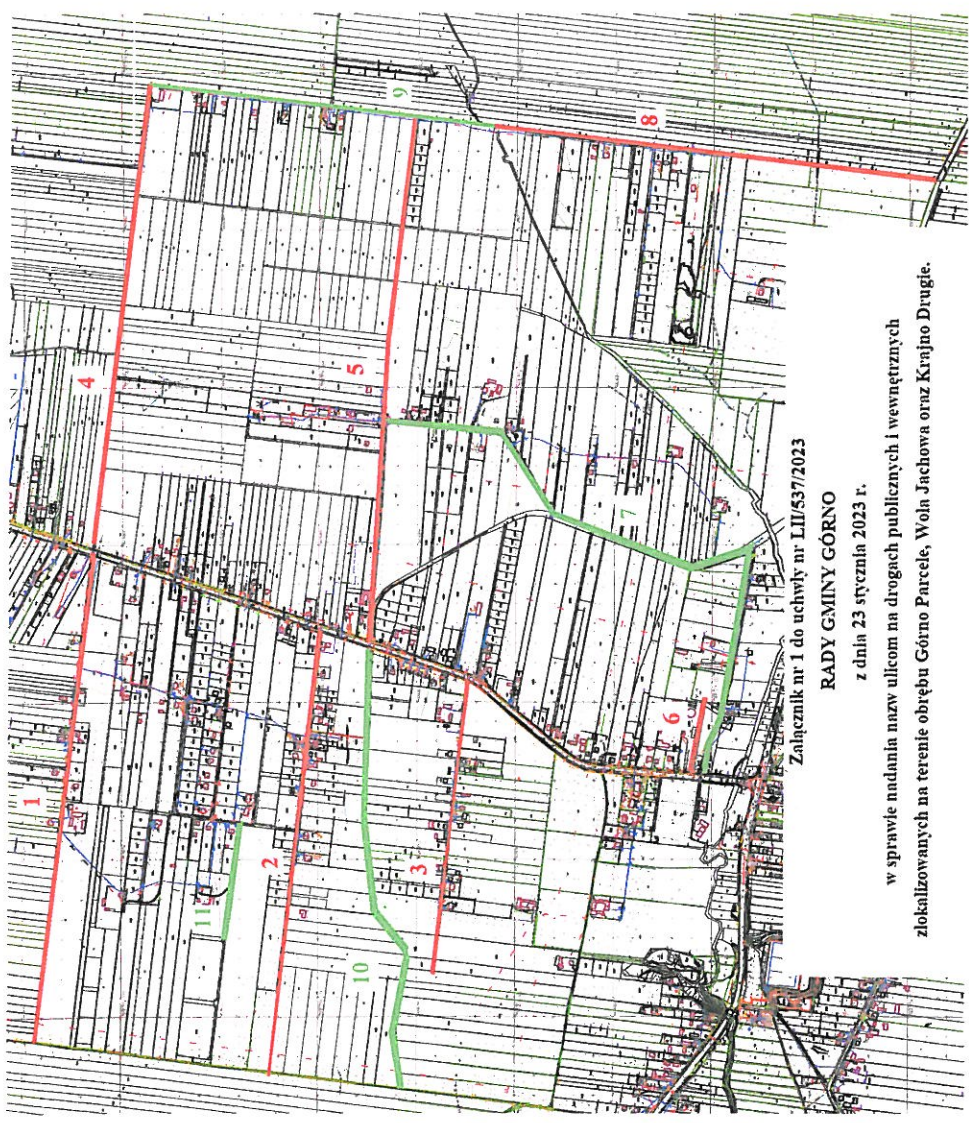 9
8
4
5
7
1
6
11
2
3
10
Załącznik nr 1 do uchwły nr LII/537/2023
RADY GMINY GÓRNO
z dnia 23 stycznia 2023 r.
w sprawie nadania nazw ulicom na drogach publicznych i wewnętrznych
zlokalizowanych na terenie obrębu Górno Parcele, Wola Jachowa oraz Krajno Drugie.